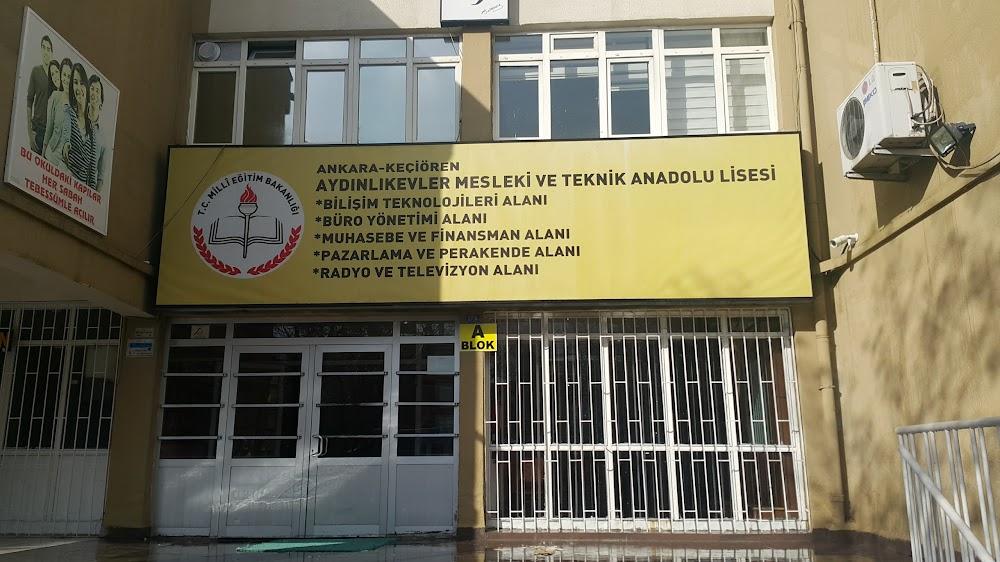 BU OKULDAKİ KAPILAR
HER SABAH
TEBESSÜMLE AÇILIR.
T.C. MİLLÎ EĞİTİM BAKANLIĞI
ANKARA-KEÇİÖREN
AYDINLIKEVLER MESLEKİ VE TEKNİK ANADOLU LİSESİ
*BİLİŞİM TEKNOLOJİLERİ ALANI
*BÜRO YÖNETİMİ ALANI
*MUHASEBE VE FİNANSMAN ALANI
*PAZARLAMA VE PERAKENDE ALANI
*RADYO VE TELEVİZYON ALANI
A
BLOK